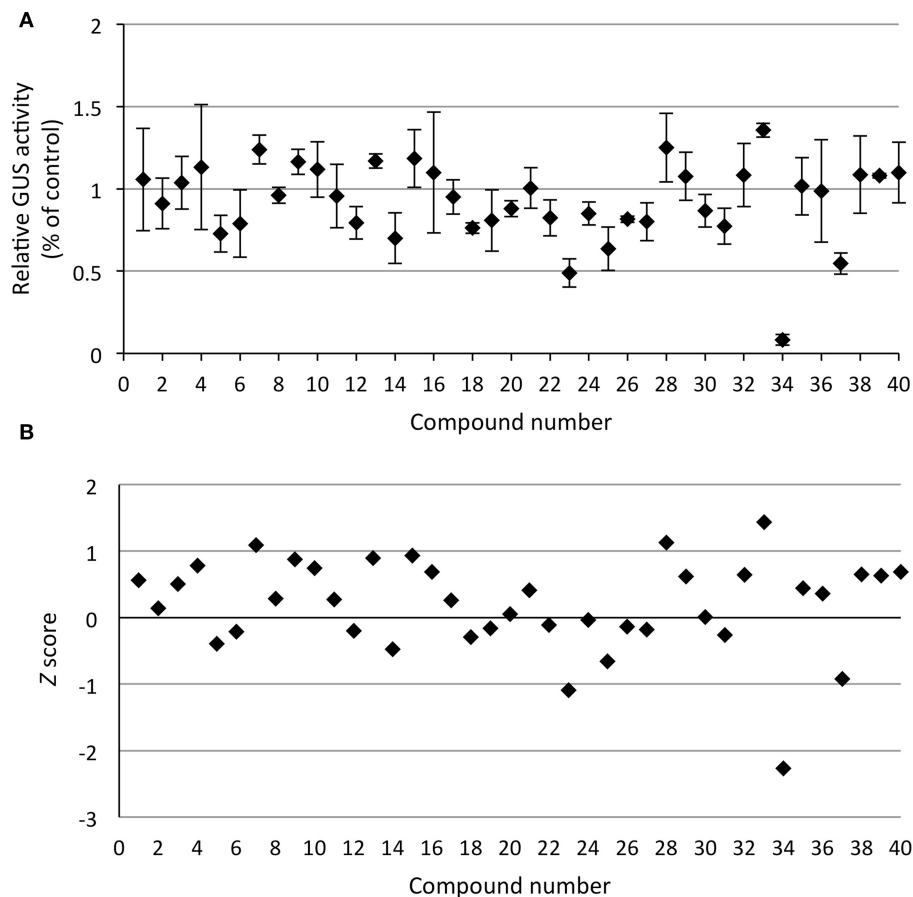 A
Relative GUS activity
(% of control)
2
1.5
1
0.5
0
0 2 4 6 8 10 12 14 16 18 20 22 24 26 28 30 32 34 36 38 40
Compound number
B
Z score
2
1
0
-1
-2
-3
0 2 4 6 8 10 12 14 16 18 20 22 24 26 28 30 32 34 36 38 40
Compound number